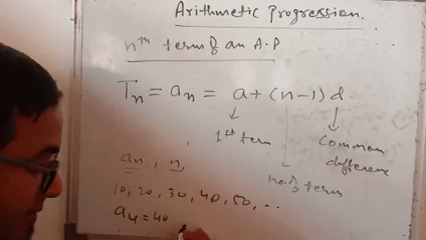 Arithmetic Progression.
nth term of an A.P
Tn = an = a + (n-1) d
1st term
Common
difference
no. of term
an, n,
10, 20, 30, 40, 50, ...
a4 = 40